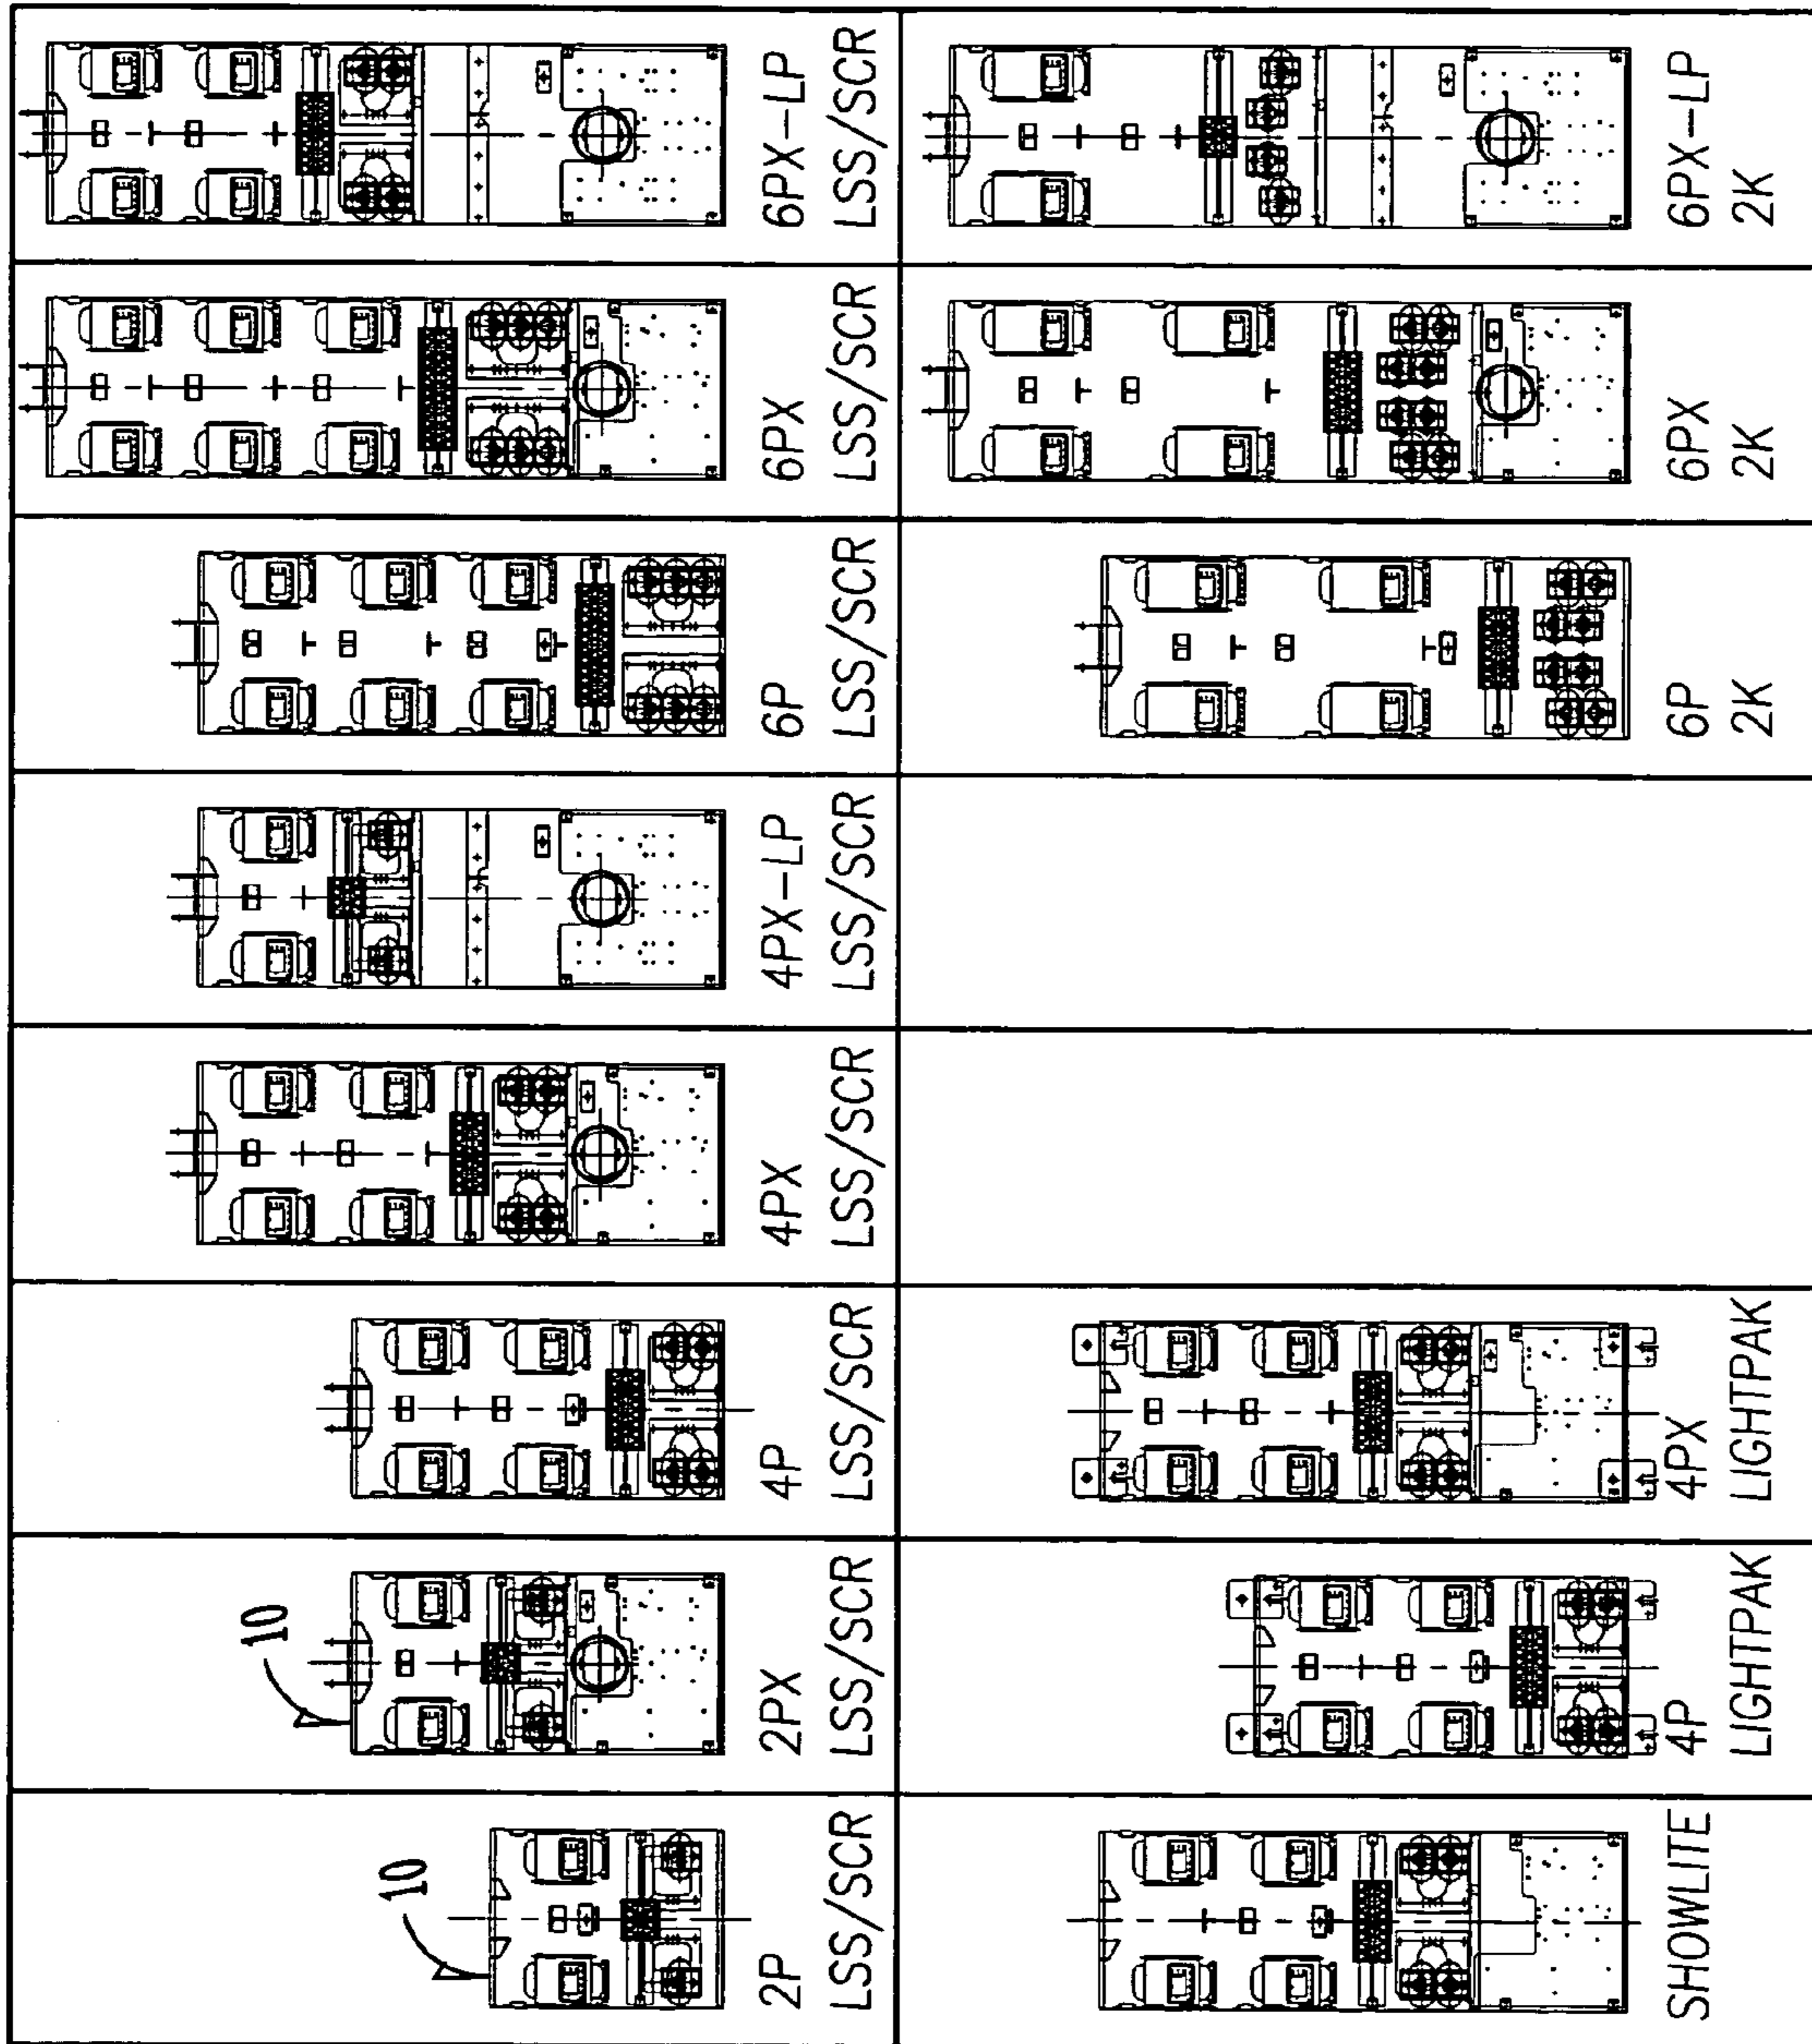 10
2P
LSS/SCR
10
2PX
LSS/SCR
4P
LSS/SCR
4PX
LSS/SCR
4PX-LP
LSS/SCR
6P
LSS/SCR
6PX
LSS/SCR
6PX-LP
LSS/SCR
SHOWLITE
4P
LIGHTPAK
4PX
LIGHTPAK
6P
2K
6PX
2K
6PX-LP
2K